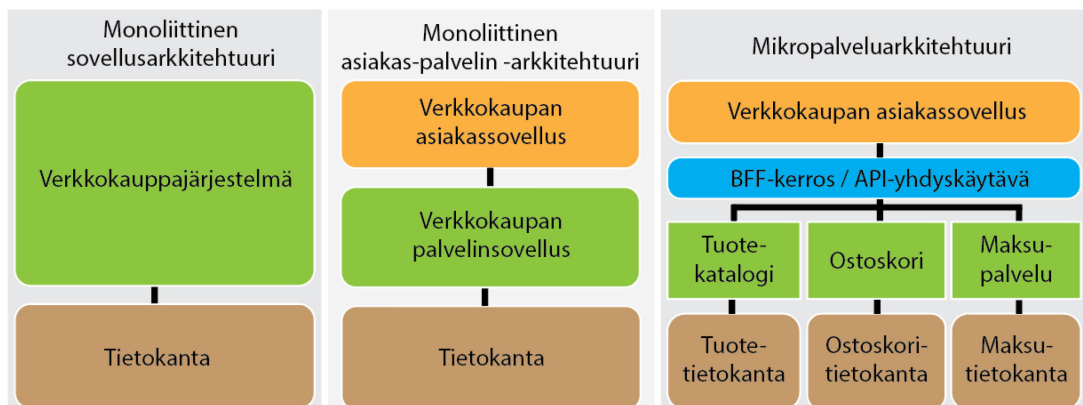 Monoliittinen
sovellusarkkitehtuuri
Verkkokauppajärjestelmä
Tietokanta
Monoliittinen
asiakas-palvelin -arkkitehtuuri
Verkkokaupan
asiakassovellus
Verkkokaupan
palvelinsovellus
Tietokanta
Mikropalveluarkkitehtuuri
Verkkokaupan asiakassovellus
BFF-kerros / API-yhdyskäytävä
Tuote-
katalogi
Ostoskori
Maksu-
palvelu
Tuote-
tietokanta
Ostoskori-
tietokanta
Maksu-
tietokanta